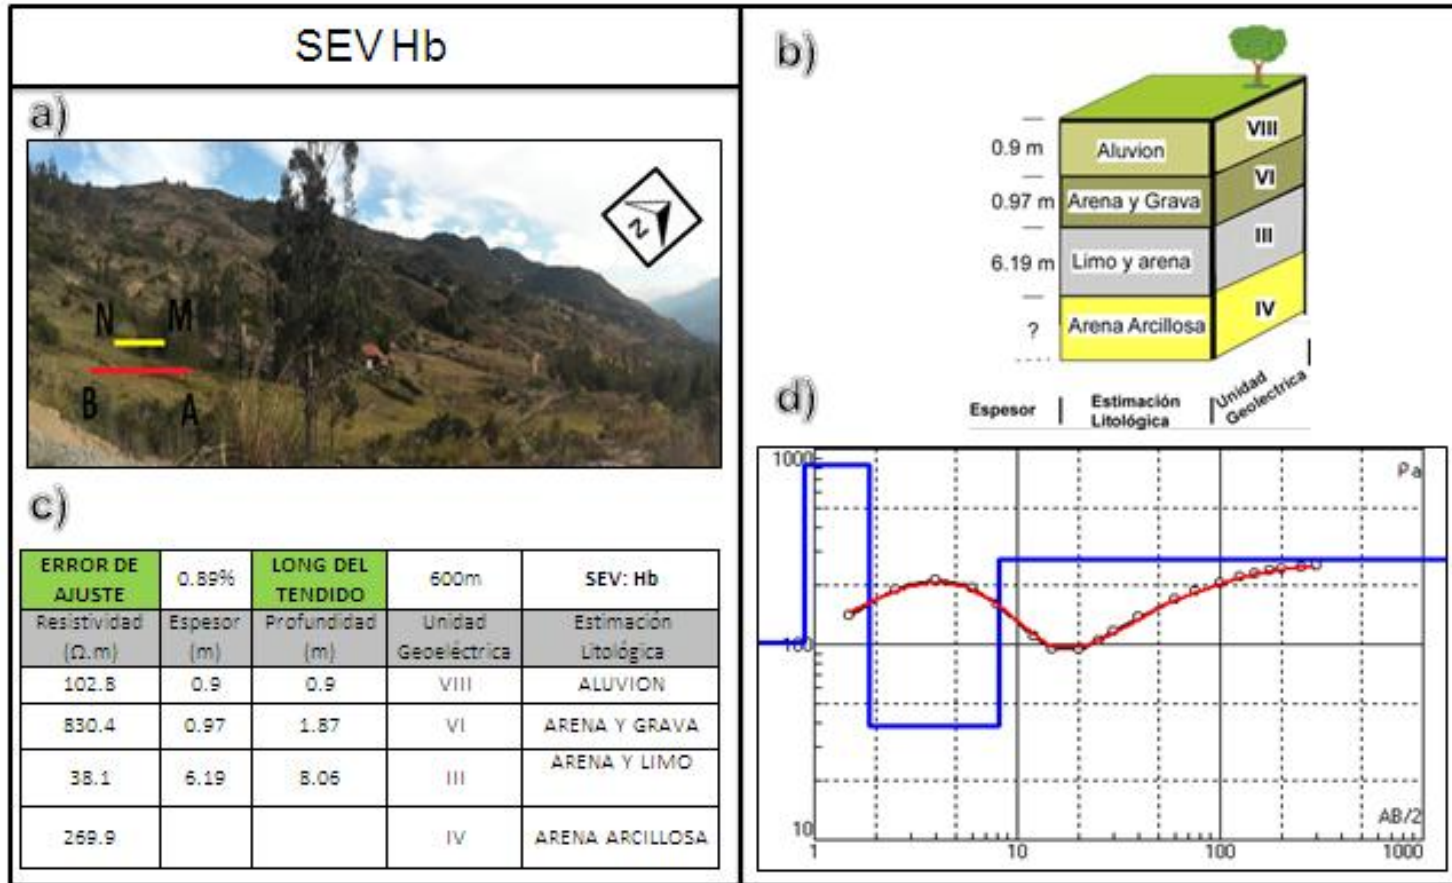 SEV Hb
a)
N M
B A
N
c)
ERROR DE AJUSTE 0.89% LONG DEL TENDIDO 600m SEV: Hb
Resistividad (Ω.m) Espesor (m) Profundidad (m) Unidad Geoeléctrica Estimación Litológica
102.8 0.9 0.9 VIII ALUVION
830.4 0.97 1.87 VI ARENA Y GRAVA
38.1 6.19 8.06 III ARENA Y LIMO
269.9 IV ARENA ARCILLOSA
b)
0.9 m Aluvion VIII
0.97 m Arena y Grava VI
6.19 m Limo y arena III
? Arena Arcillosa IV
Espesor Estimación Litológica Unidad Geolectrica
d)
1000 ρa
100
10 AB/2
1 10 100 1000